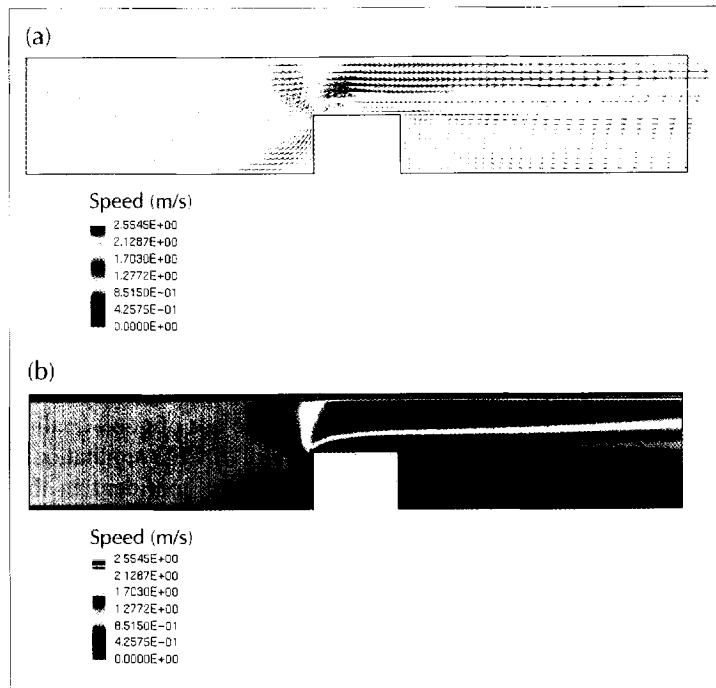 (a)
Speed (m/s)
2.5545E+00
2.1287E+00
1.7030E+00
1.2772E+00
8.5150E-01
4.2575E-01
0.0000E+00
(b)
Speed (m/s)
2.5545E+00
2.1287E+00
1.7030E+00
1.2772E+00
8.5150E-01
4.2575E-01
0.0000E+00